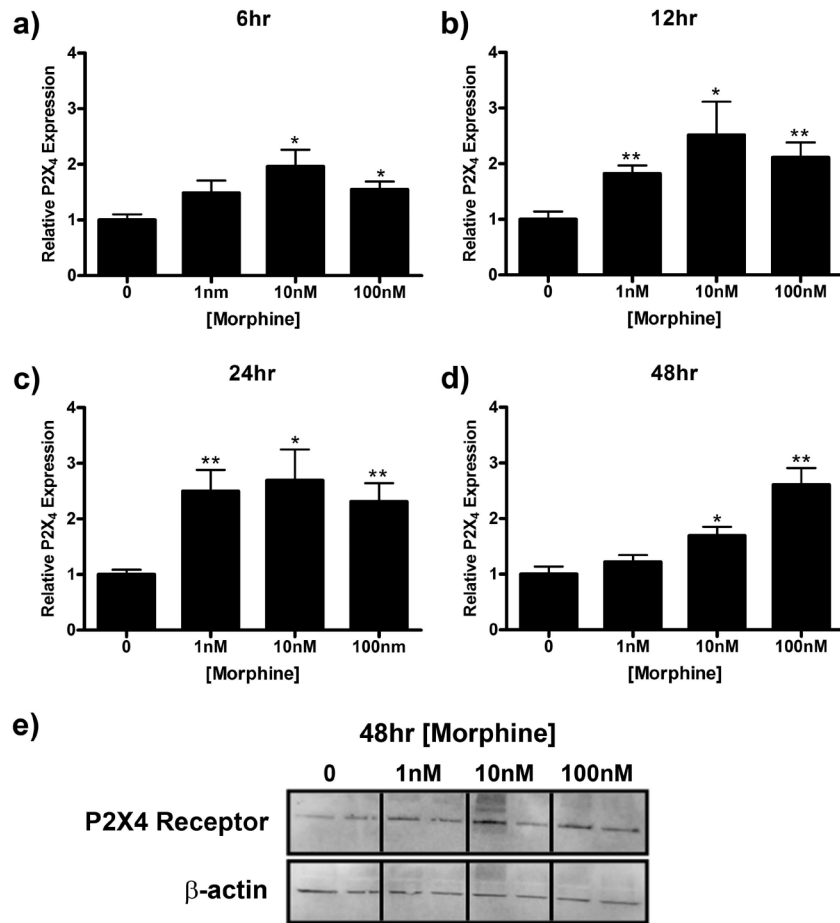 a)
6hr
Relative P2X4 Expression
4
3
2
1
0
*
*
0 1nm 10nM 100nM
[Morphine]
b)
12hr
Relative P2X4 Expression
4
3
2
1
0
**
*
**
0 1nM 10nM 100nM
[Morphine]
c)
24hr
Relative P2X4 Expression
4
3
2
1
0
**
*
**
0 1nM 10nM 100nm
[Morphine]
d)
48hr
Relative P2X4 Expression
4
3
2
1
0
*
**
0 1nM 10nM 100nM
[Morphine]
e)
48hr [Morphine]
0 1nM 10nM 100nM
P2X4 Receptor
β-actin